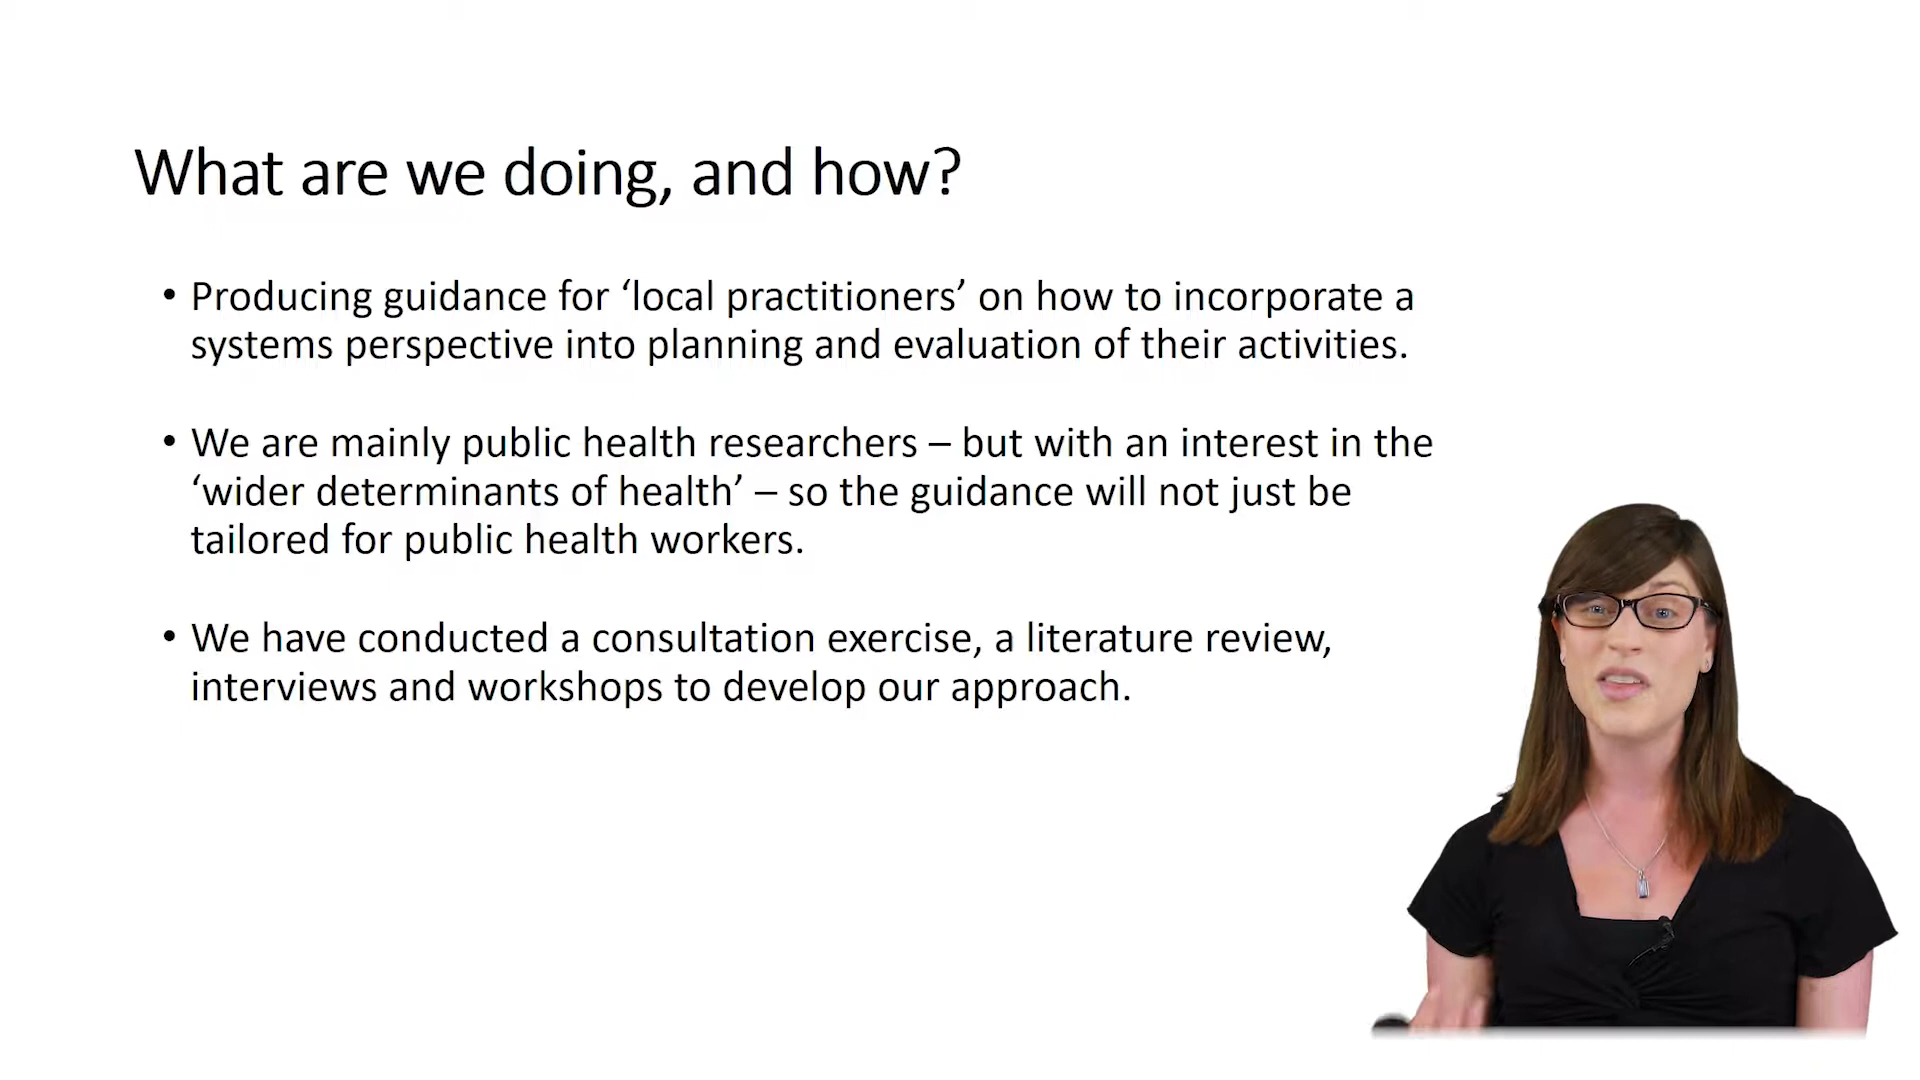 What are we doing, and how?
• Producing guidance for ‘local practitioners’ on how to incorporate a
systems perspective into planning and evaluation of their activities.
• We are mainly public health researchers – but with an interest in the
‘wider determinants of health’ – so the guidance will not just be
tailored for public health workers.
• We have conducted a consultation exercise, a literature review,
interviews and workshops to develop our approach.